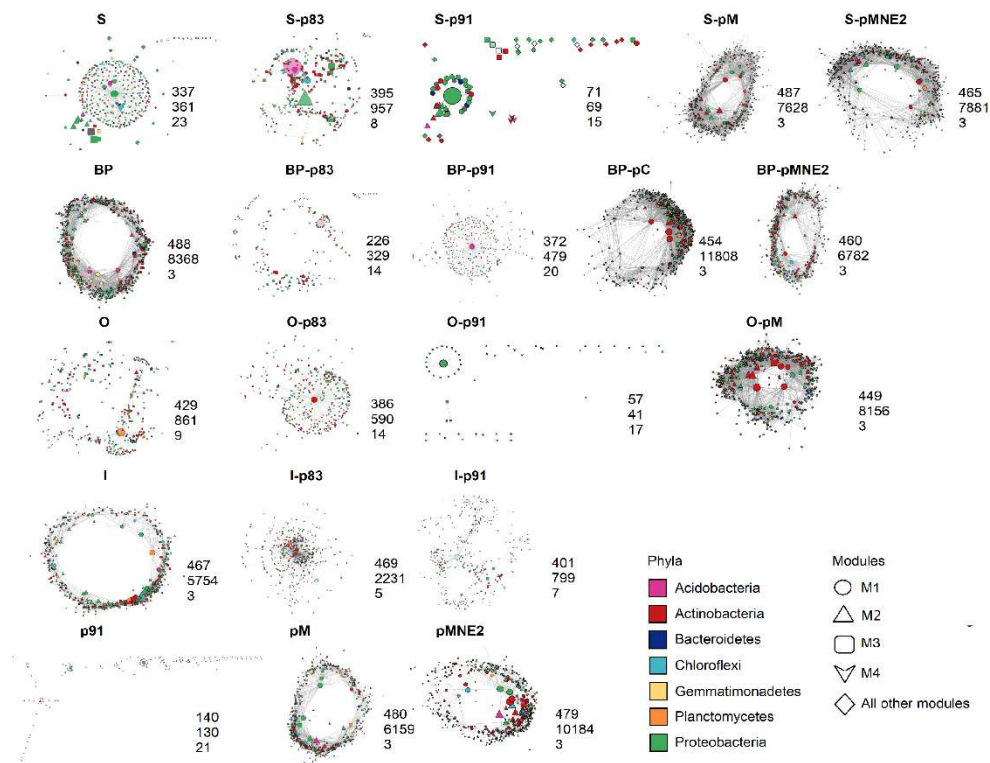 S
337
361
23
S-p83
395
957
8
S-p91
71
69
15
S-pM
487
7628
3
S-pMNE2
465
7881
3
BP
488
8368
3
BP-p83
226
329
14
BP-p91
372
479
20
BP-pC
454
11808
3
BP-pMNE2
460
6782
3
O
429
861
9
O-p83
386
590
14
O-p91
57
41
17
O-pM
449
8156
3
I
467
5754
3
I-p83
469
2231
5
I-p91
401
799
7
p91
140
130
21
pM
480
6159
3
pMNE2
479
10184
3
Phyla
Acidobacteria
Actinobacteria
Bacteroidetes
Chloroflexi
Gemmatimonadetes
Planctomycetes
Proteobacteria
Modules
M1
M2
M3
M4
All other modules